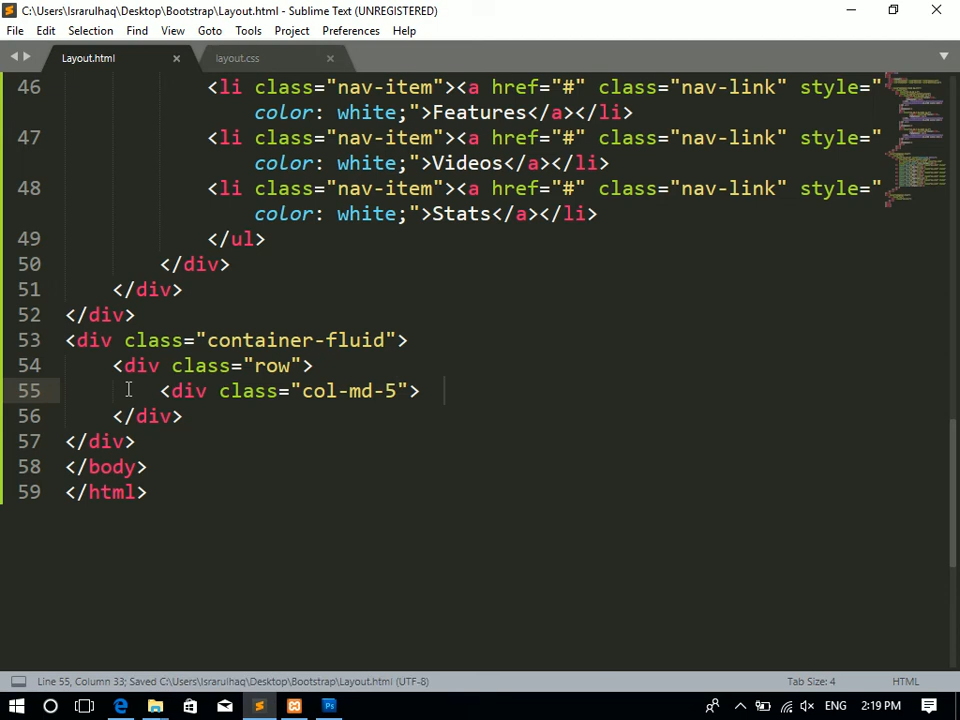 C:\Users\Israrulhaq\Desktop\Bootstrap\Layout.html - Sublime Text (UNREGISTERED)
File Edit Selection Find View Goto Tools Project Preferences Help
Layout.html × layout.css ×
46 <li class="nav-item"><a href="#" class="nav-link" style="
color: white;">Features</a></li>
47 <li class="nav-item"><a href="#" class="nav-link" style="
color: white;">Videos</a></li>
48 <li class="nav-item"><a href="#" class="nav-link" style="
color: white;">Stats</a></li>
49 </ul>
50 </div>
51 </div>
52 </div>
53 <div class="container-fluid">
54 <div class="row">
55 <div class="col-md-5">
56 </div>
57 </div>
58 </body>
59 </html>
Line 55, Column 33; Saved C:\Users\Israrulhaq\Desktop\Bootstrap\Layout.html (UTF-8) Tab Size: 4 HTML
ENG 2:19 PM